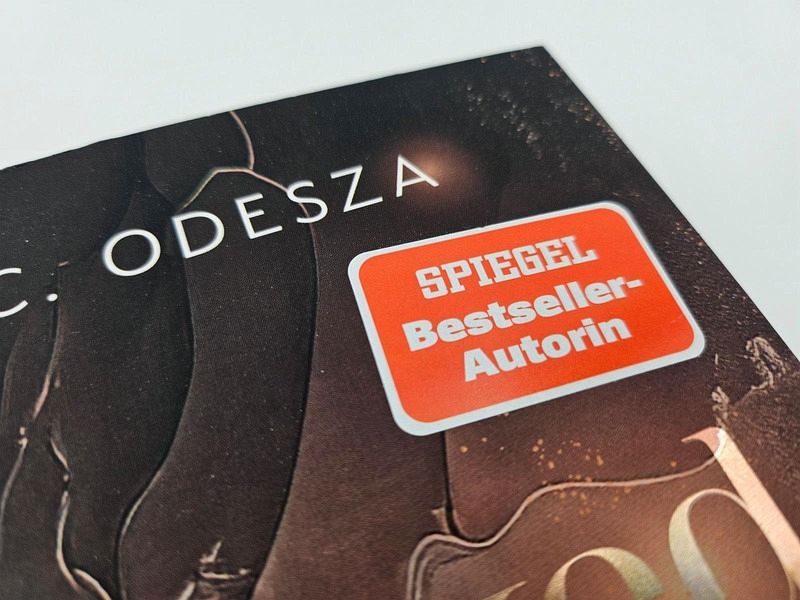 C. ODESZA
SPIEGEL
Bestseller-
Autorin